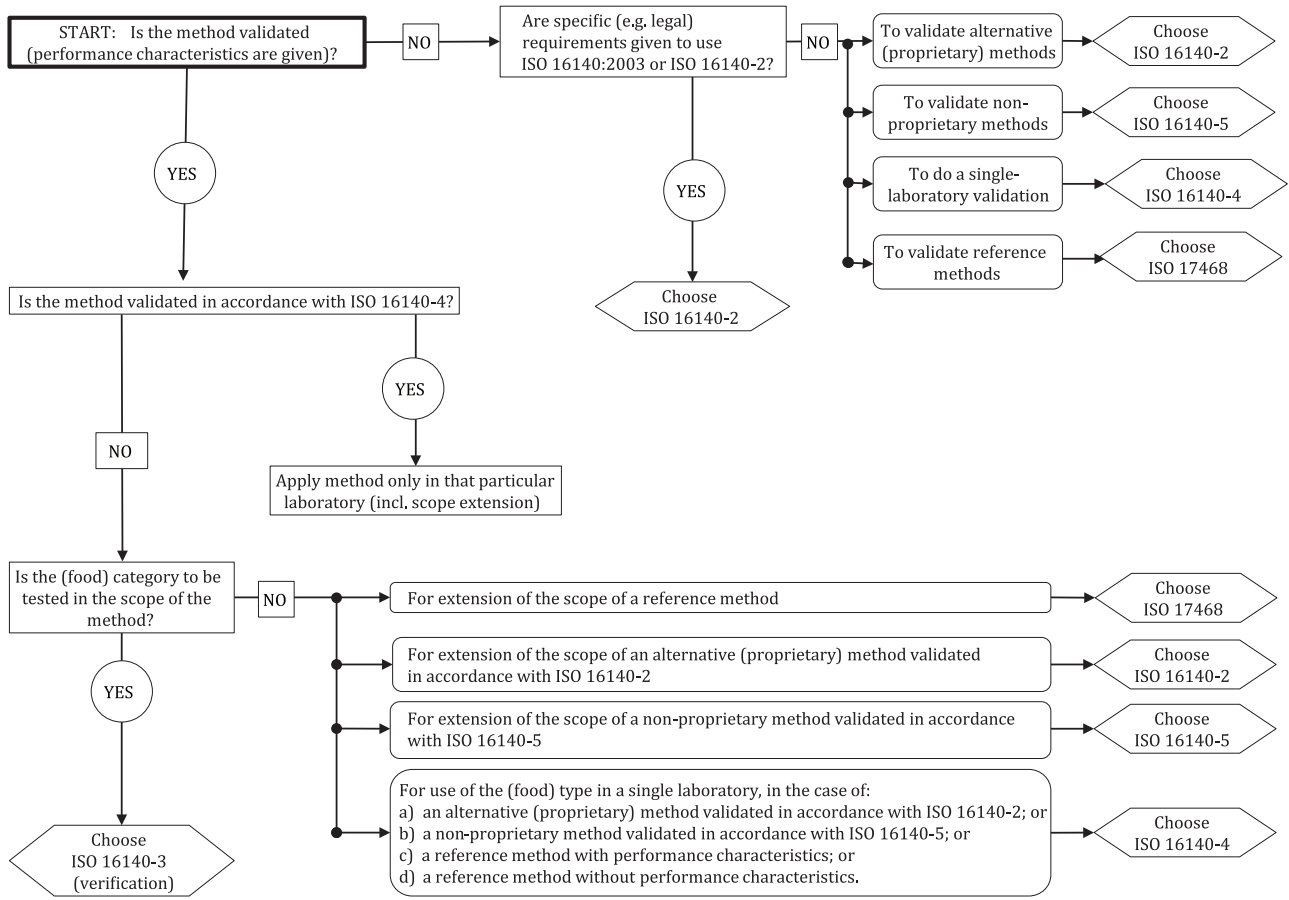 START: Is the method validated
(performance characteristics are given)?
NO
Are specific (e.g. legal)
requirements given to use
ISO 16140:2003 or ISO 16140-2?
NO
To validate alternative
(proprietary) methods
Choose
ISO 16140-2
To validate non-
proprietary methods
Choose
ISO 16140-5
YES
YES
To do a single-
laboratory validation
Choose
ISO 16140-4
To validate reference
methods
Choose
ISO 17468
Is the method validated in accordance with ISO 16140-4?
Choose
ISO 16140-2
YES
NO
Apply method only in that particular
laboratory (incl. scope extension)
Is the (food) category to be
tested in the scope of the
method?
NO
For extension of the scope of a reference method
Choose
ISO 17468
For extension of the scope of an alternative (proprietary) method validated
in accordance with ISO 16140-2
Choose
ISO 16140-2
YES
For extension of the scope of a non-proprietary method validated in accordance
with ISO 16140-5
Choose
ISO 16140-5
For use of the (food) type in a single laboratory, in the case of:
a) an alternative (proprietary) method validated in accordance with ISO 16140-2; or
b) a non-proprietary method validated in accordance with ISO 16140-5; or
c) a reference method with performance characteristics; or
d) a reference method without performance characteristics.
Choose
ISO 16140-4
Choose
ISO 16140-3
(verification)